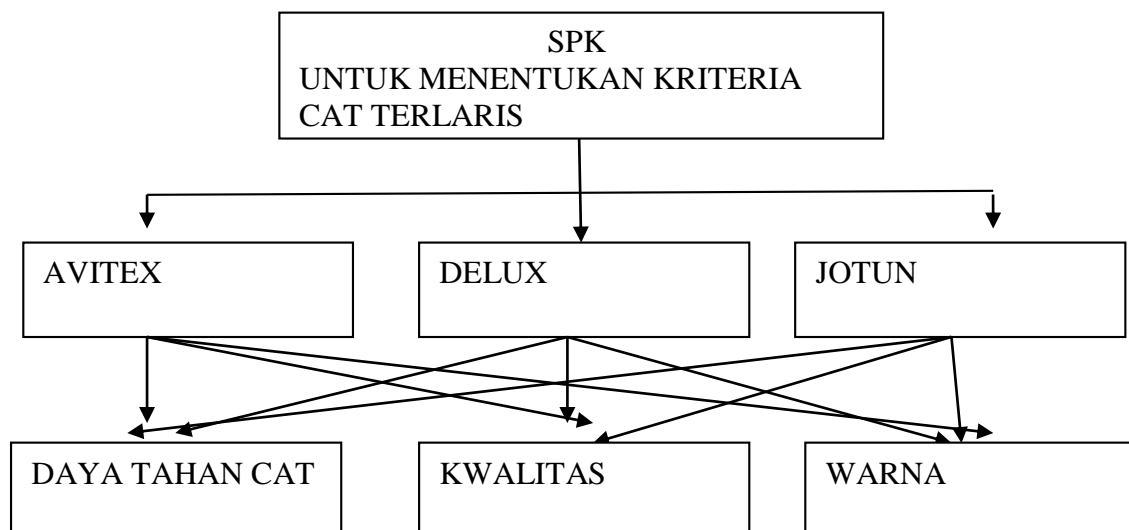 SPK
UNTUK MENENTUKAN KRITERIA
CAT TERLARIS
AVITEX
DELUX
JOTUN
DAYA TAHAN CAT
KWALITAS
WARNA